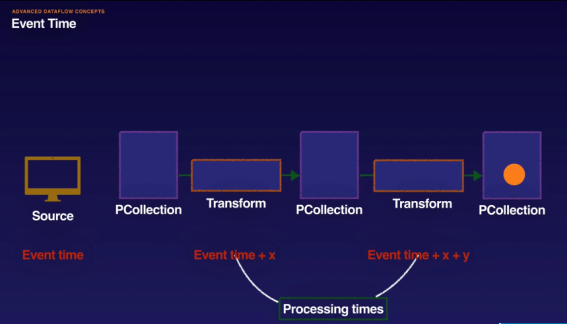 ADVANCED DATAFLOW CONCEPTS
Event Time
Source
PCollection
Transform
PCollection
Transform
PCollection
Event time
Event time + x
Event time + x + y
Processing times